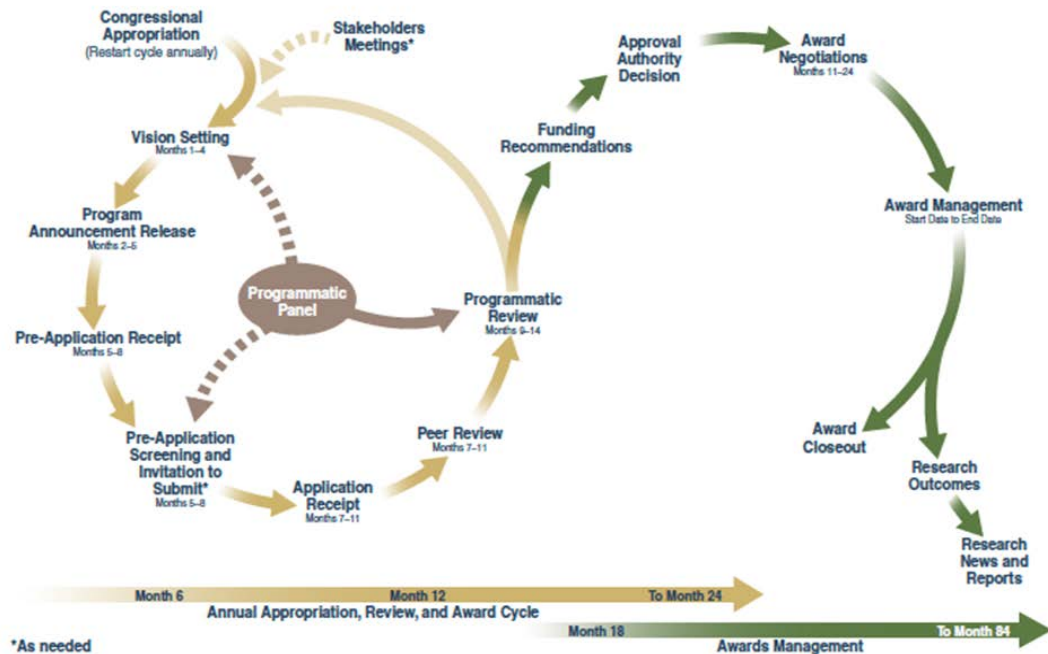 Congressional
Appropriation
(Restart cycle annually)
Stakeholders
Meetings*
Vision Setting
Months 1–4
Program
Announcement Release
Months 2–5
Pre-Application Receipt
Months 5–8
Pre-Application
Screening and
Invitation to
Submit*
Months 5–8
Application
Receipt
Months 7–11
Peer Review
Months 7–11
Programmatic
Panel
Programmatic
Review
Months 9–14
Funding
Recommendations
Approval
Authority
Decision
Award
Negotiations
Months 11–24
Award Management
Start Date to End Date
Award
Closeout
Research
Outcomes
Research
News and
Reports
Month 6
Month 12
To Month 24
Annual Appropriation, Review, and Award Cycle
Month 18
To Month 84
Awards Management
*As needed